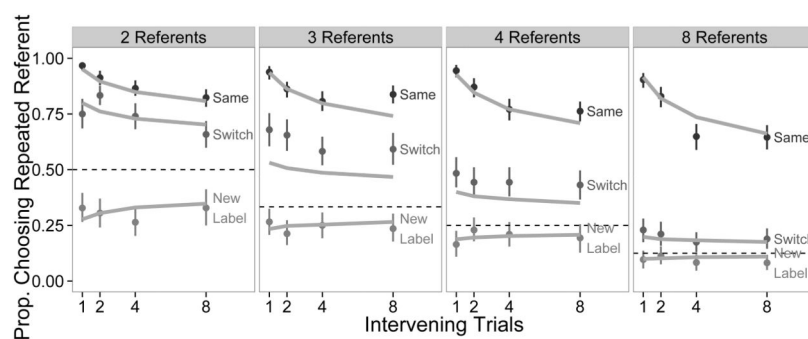 2 Referents
3 Referents
4 Referents
8 Referents
Prop. Choosing Repeated Referent
1.00
0.75
0.50
0.25
0.00
Same
Switch
New
Label
Same
Switch
New
Label
Same
Switch
New
Label
Same
Switch
New
Label
1 2 4 8
1 2 4 8
1 2 4 8
1 2 4 8
Intervening Trials